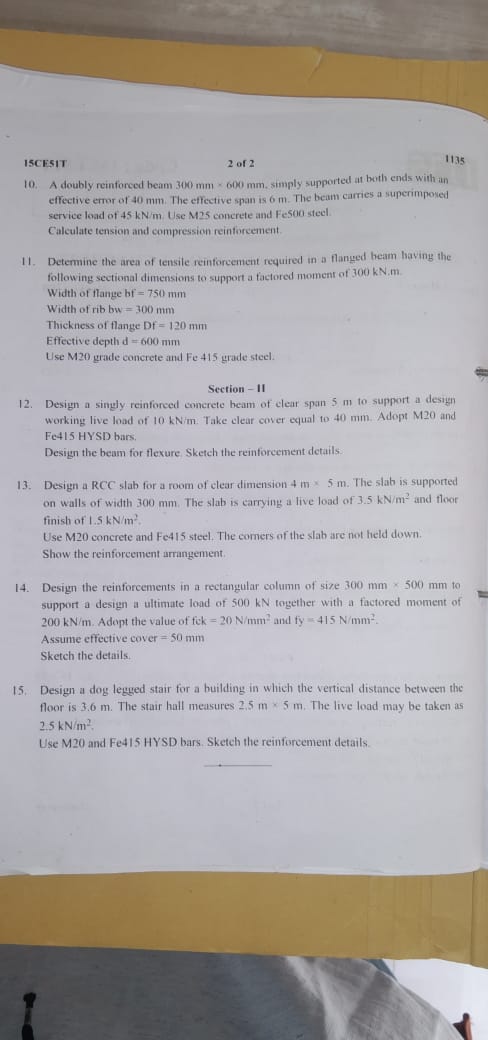 15CE51T 2 of 2 1135
10. A doubly reinforced beam 300 mm × 600 mm, simply supported at both ends with an
effective error of 40 mm. The effective span is 6 m. The beam carries a superimposed
service load of 45 kN/m. Use M25 concrete and Fe500 steel.
Calculate tension and compression reinforcement.
11. Determine the area of tensile reinforcement required in a flanged beam having the
following sectional dimensions to support a factored moment of 300 kN.m.
Width of flange bf = 750 mm
Width of rib bw = 300 mm
Thickness of flange Df = 120 mm
Effective depth d = 600 mm
Use M20 grade concrete and Fe 415 grade steel.
Section – II
12. Design a singly reinforced concrete beam of clear span 5 m to support a design
working live load of 10 kN/m. Take clear cover equal to 40 mm. Adopt M20 and
Fe415 HYSD bars.
Design the beam for flexure. Sketch the reinforcement details.
13. Design a RCC slab for a room of clear dimension 4 m × 5 m. The slab is supported
on walls of width 300 mm. The slab is carrying a live load of 3.5 kN/m² and floor
finish of 1.5 kN/m².
Use M20 concrete and Fe415 steel. The corners of the slab are not held down.
Show the reinforcement arrangement.
14. Design the reinforcements in a rectangular column of size 300 mm × 500 mm to
support a design a ultimate load of 500 kN together with a factored moment of
200 kN/m. Adopt the value of fck = 20 N/mm² and fy = 415 N/mm².
Assume effective cover = 50 mm
Sketch the details.
15. Design a dog legged stair for a building in which the vertical distance between the
floor is 3.6 m. The stair hall measures 2.5 m × 5 m. The live load may be taken as
2.5 kN/m².
Use M20 and Fe415 HYSD bars. Sketch the reinforcement details.